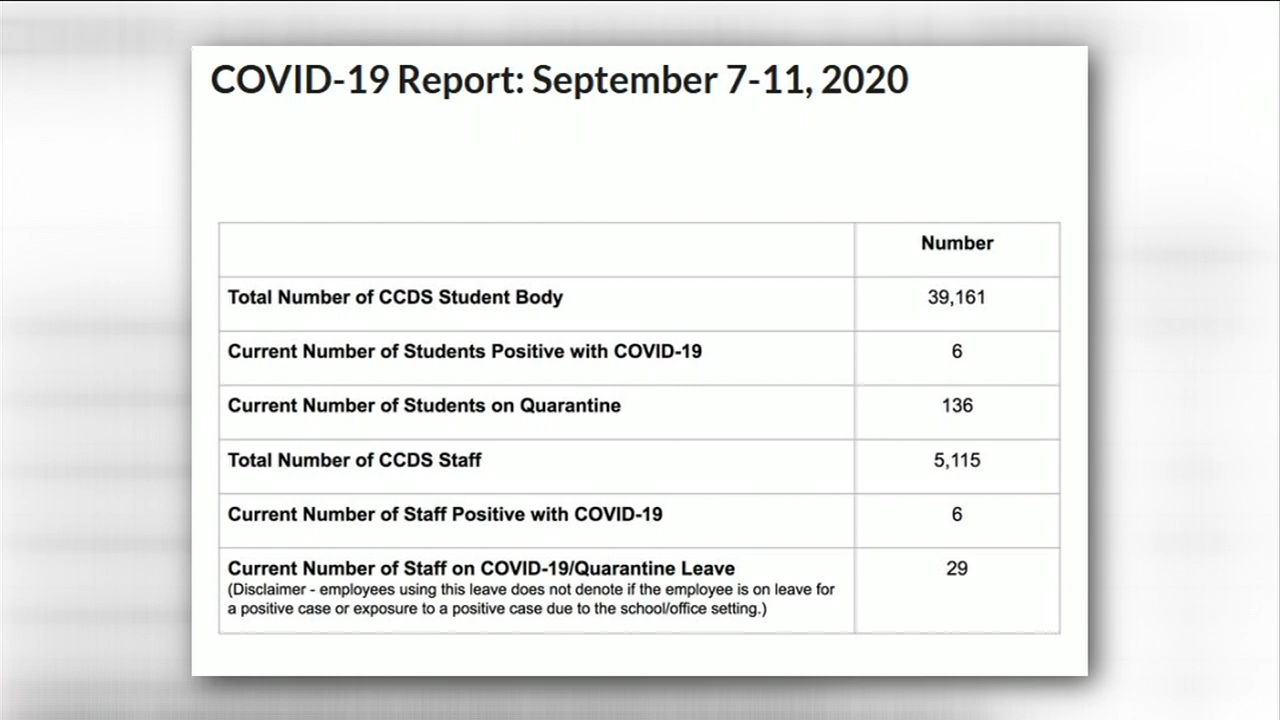 COVID-19 Report: September 7-11, 2020
Number
Total Number of CCDS Student Body 39,161
Current Number of Students Positive with COVID-19 6
Current Number of Students on Quarantine 136
Total Number of CCDS Staff 5,115
Current Number of Staff Positive with COVID-19 6
Current Number of Staff on COVID-19/Quarantine Leave 29
(Disclaimer - employees using this leave does not denote if the employee is on leave for
a positive case or exposure to a positive case due to the school/office setting.)